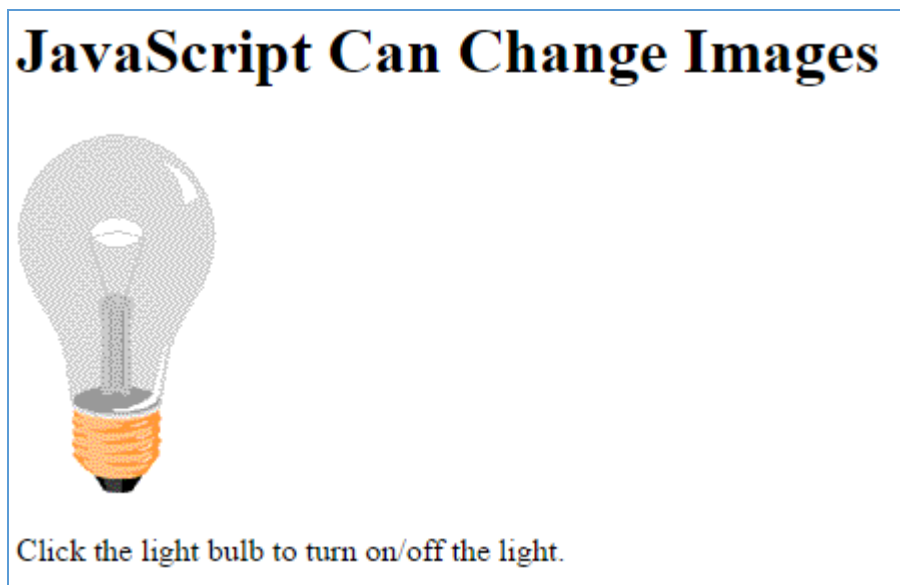 JavaScript Can Change Images
Click the light bulb to turn on/off the light.